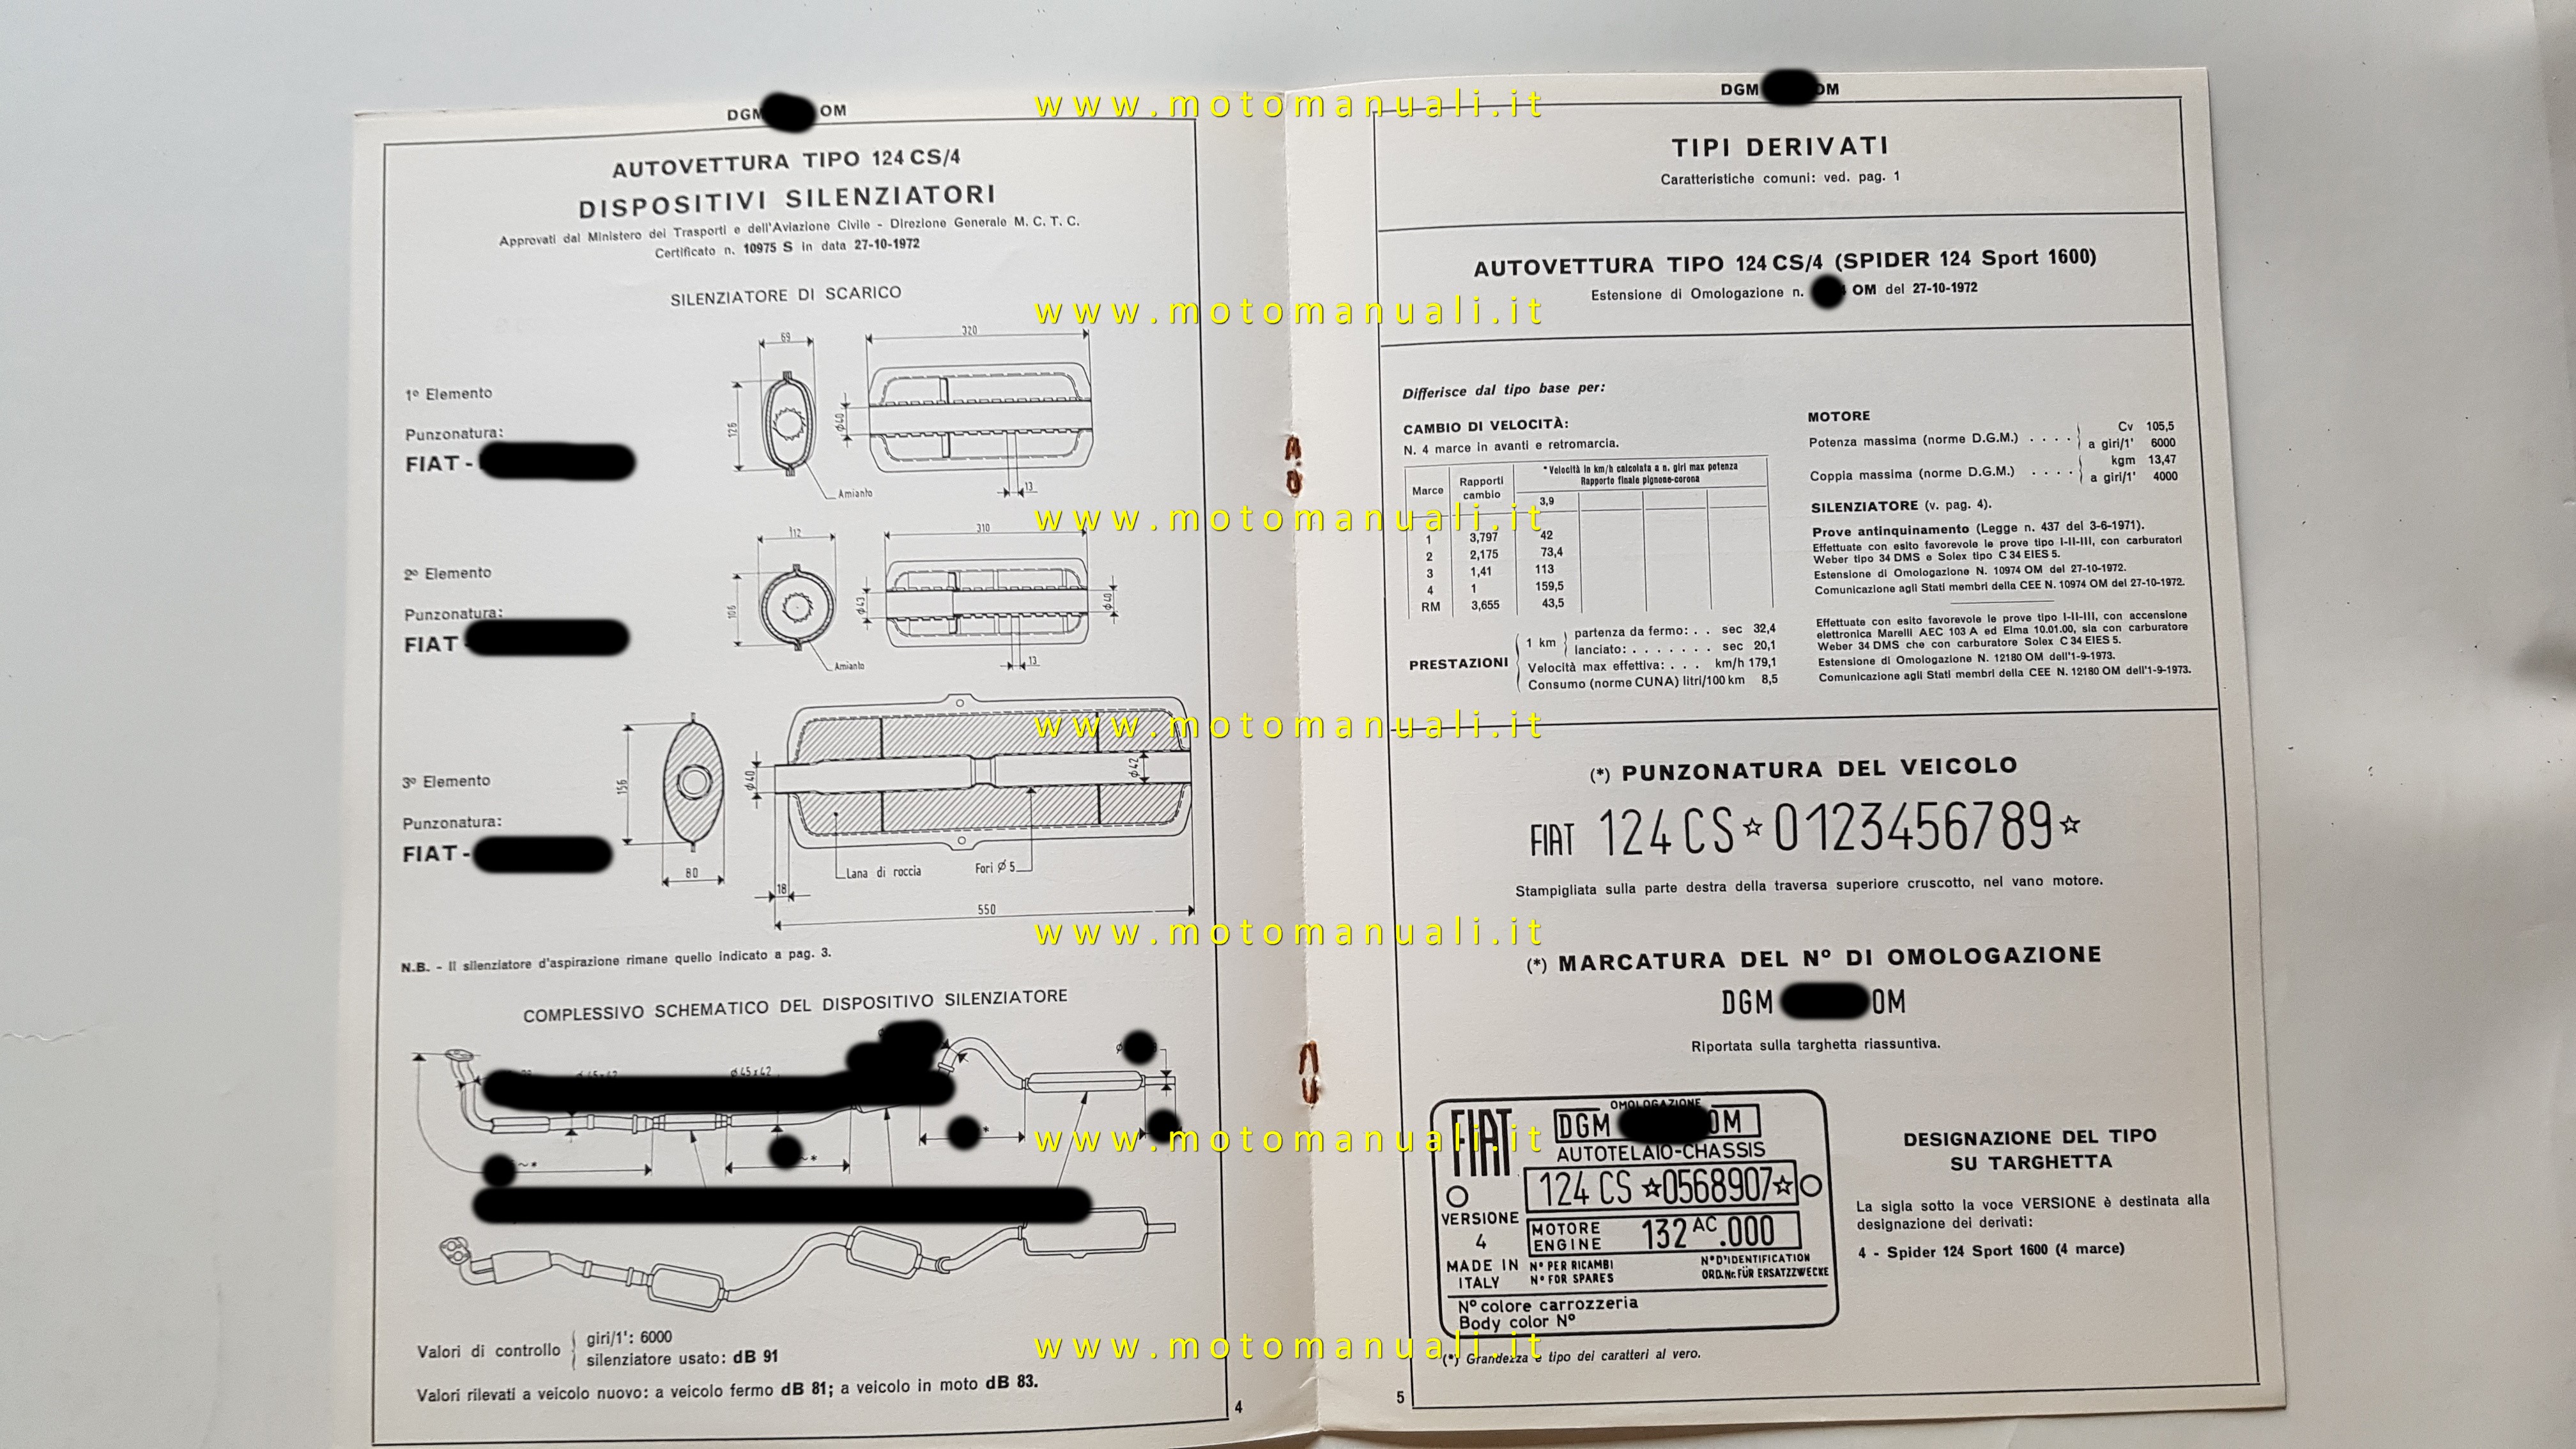 DGM OM
AUTOVETTURA TIPO 124 CS/4
DISPOSITIVI SILENZIATORI
Approvati dal Ministero dei Trasporti e dell'Aviazione Civile - Direzione Generale M. C. T. C.
Certificato n. 10975 S in data 27-10-1972
SILENZIATORE DI SCARICO
69
320
1º Elemento
126
ϕ40
Punzonatura:
FIAT -
Amianto
13
112
310
2º Elemento
106
ϕ43
ϕ40
Punzonatura:
FIAT
Amianto
13
3º Elemento
156
ϕ40
ϕ42
Punzonatura:
FIAT -
80
18
Lana di roccia
Fori ϕ 5
550
N.B. - Il silenziatore d'aspirazione rimane quello indicato a pag. 3.
COMPLESSIVO SCHEMATICO DEL DISPOSITIVO SILENZIATORE
ϕ45x42
~*
~*
*
Valori di controllo
giri/1': 6000
silenziatore usato: dB 91
Valori rilevati a veicolo nuovo: a veicolo fermo dB 81; a veicolo in moto dB 83.
4
DGM OM
TIPI DERIVATI
Caratteristiche comuni: ved. pag. 1
AUTOVETTURA TIPO 124 CS/4 (SPIDER 124 Sport 1600)
Estensione di Omologazione n. OM del 27-10-1972
Differisce dal tipo base per:
CAMBIO DI VELOCITÀ:
N. 4 marce in avanti e retromarcia.
Marce Rapporti cambio *Velocità in km/h calcolata a n. giri max potenza
Rapporto finale pignone-corona
3,9
1 3,797 42
2 2,175 73,4
3 1,41 113
4 1 159,5
RM 3,655 43,5
PRESTAZIONI
1 km
partenza da fermo: . . sec 32,4
lanciato: . . . . . . . sec 20,1
Velocità max effettiva: . . . km/h 179,1
Consumo (norme CUNA) litri/100 km 8,5
MOTORE
Potenza massima (norme D.G.M.) . . . . Cv 105,5
a giri/1' 6000
Coppia massima (norme D.G.M.) . . . . kgm 13,47
a giri/1' 4000
SILENZIATORE (v. pag. 4).
Prove antinquinamento (Legge n. 437 del 3-6-1971).
Effettuate con esito favorevole le prove tipo I-II-III, con carburatori
Weber tipo 34 DMS e Solex tipo C 34 EIES 5.
Estensione di Omologazione N. 10974 OM del 27-10-1972.
Comunicazione agli Stati membri della CEE N. 10974 OM del 27-10-1972.
Effettuate con esito favorevole le prove tipo I-II-III, con accensione
elettronica Marelli AEC 103 A ed Elma 10.01.00, sia con carburatore
Weber 34 DMS che con carburatore Solex C 34 EIES 5.
Estensione di Omologazione N. 12180 OM dell'1-9-1973.
Comunicazione agli Stati membri della CEE N. 12180 OM dell'1-9-1973.
(*) PUNZONATURA DEL VEICOLO
FIAT 124 CS ☆ 0123456789 ☆
Stampigliata sulla parte destra della traversa superiore cruscotto, nel vano motore.
(*) MARCATURA DEL Nº DI OMOLOGAZIONE
DGM OM
Riportata sulla targhetta riassuntiva.
FIAT
OMOLOGAZIONE
DGM OM
AUTOTELAIO-CHASSIS
124 CS ☆0568907☆
VERSIONE
4
MOTORE
ENGINE
132 AC .000
MADE IN
ITALY
Nº PER RICAMBI
Nº FOR SPARES
Nº D'IDENTIFICATION
ORD.Nr. FÜR ERSATZZWECKE
Nº colore carrozzeria
Body color Nº
DESIGNAZIONE DEL TIPO
SU TARGHETTA
La sigla sotto la voce VERSIONE è destinata alla
designazione dei derivati:
4 - Spider 124 Sport 1600 (4 marce)
(*) Grandezza e tipo dei caratteri al vero.
5
www.motomanuali.it
www.motomanuali.it
www.motomanuali.it
www.motomanuali.it
www.motomanuali.it
www.motomanuali.it
www.motomanuali.it